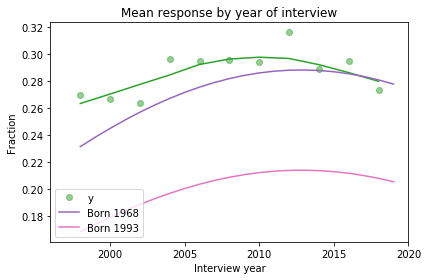 Mean response by year of interview
0.32
0.30
0.28
0.26
0.24
0.22
0.20
0.18
Fraction
y
Born 1968
Born 1993
2000
2005
2010
2015
2020
Interview year